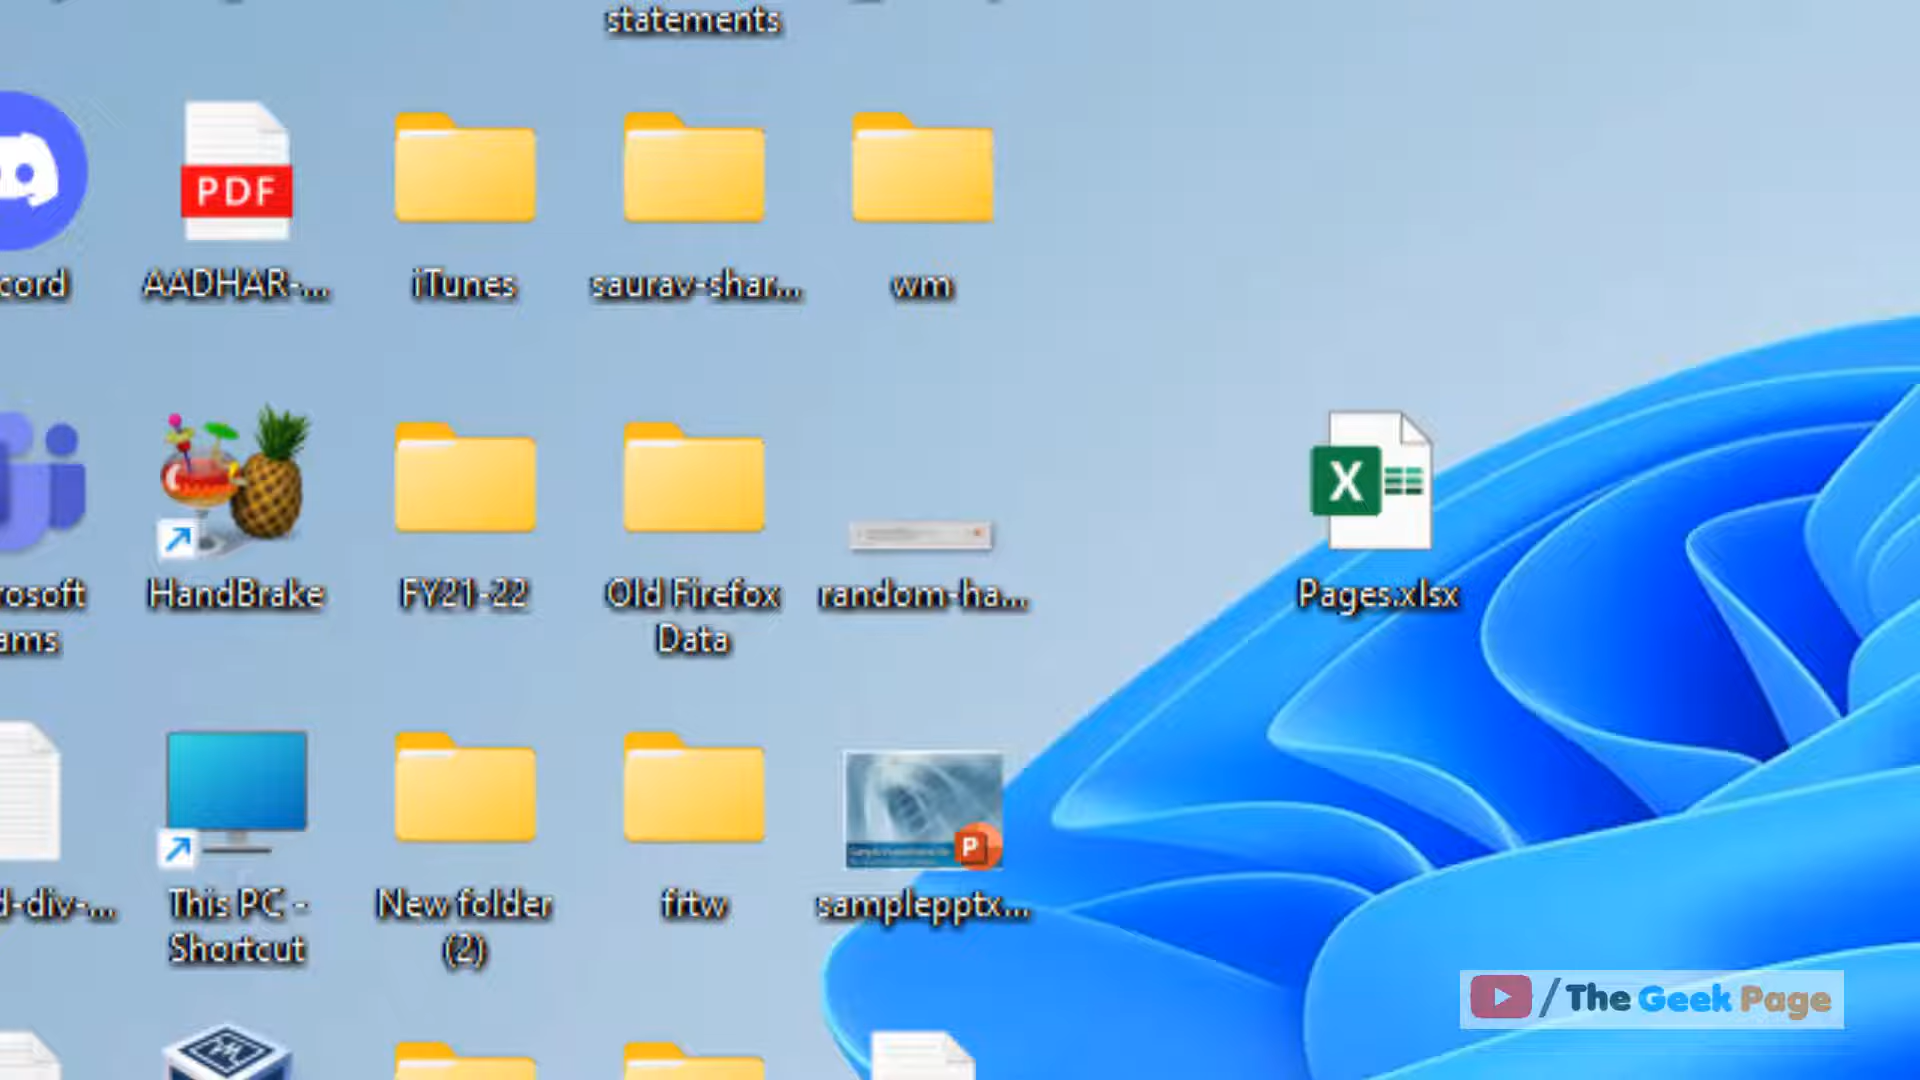 statements
cord
PDF
AADHAR-...
iTunes
saurav-shar...
wm
rosoft
ams
HandBrake
FY21-22
Old Firefox
Data
random-ha...
X
Pages.xlsx
d-div-...
This PC -
Shortcut
New folder
(2)
frtw
P
samplepptx...
/ The Geek Page